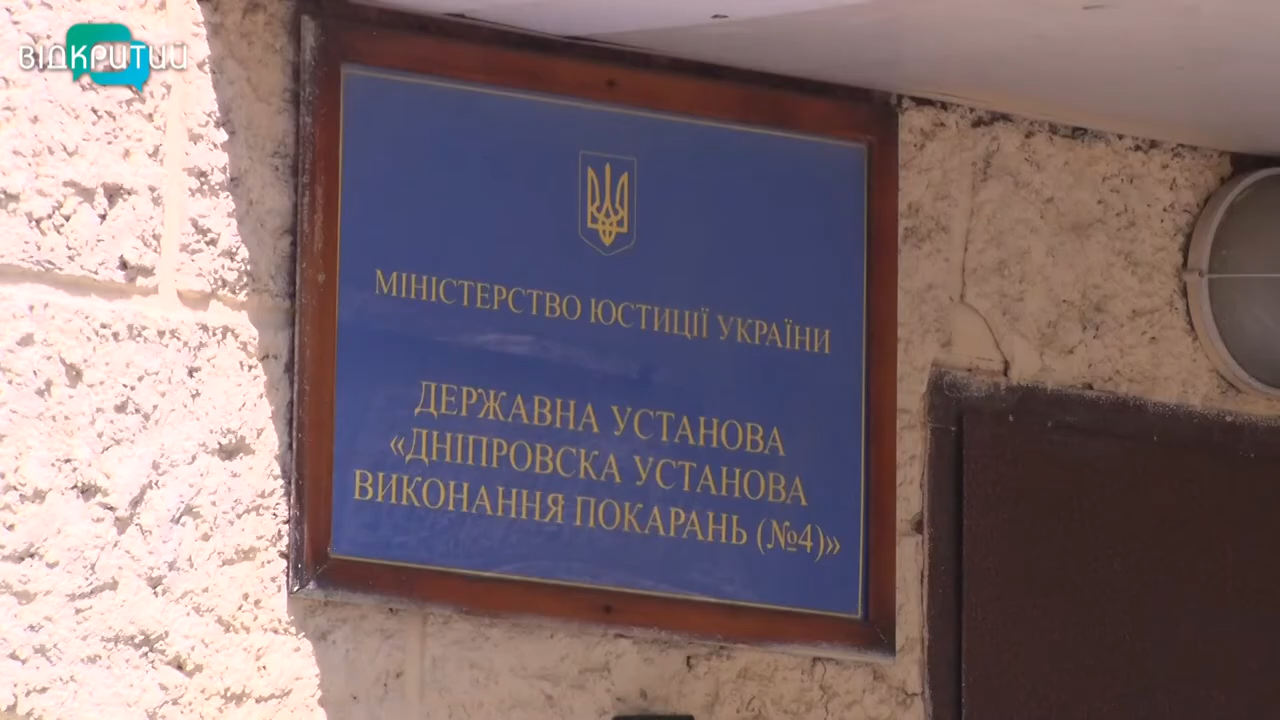 ВІДКРИТИЙ
МІНІСТЕРСТВО ЮСТИЦІЇ УКРАЇНИ
ДЕРЖАВНА УСТАНОВА
«ДНІПРОВСКА УСТАНОВА
ВИКОНАННЯ ПОКАРАНЬ (№4)»